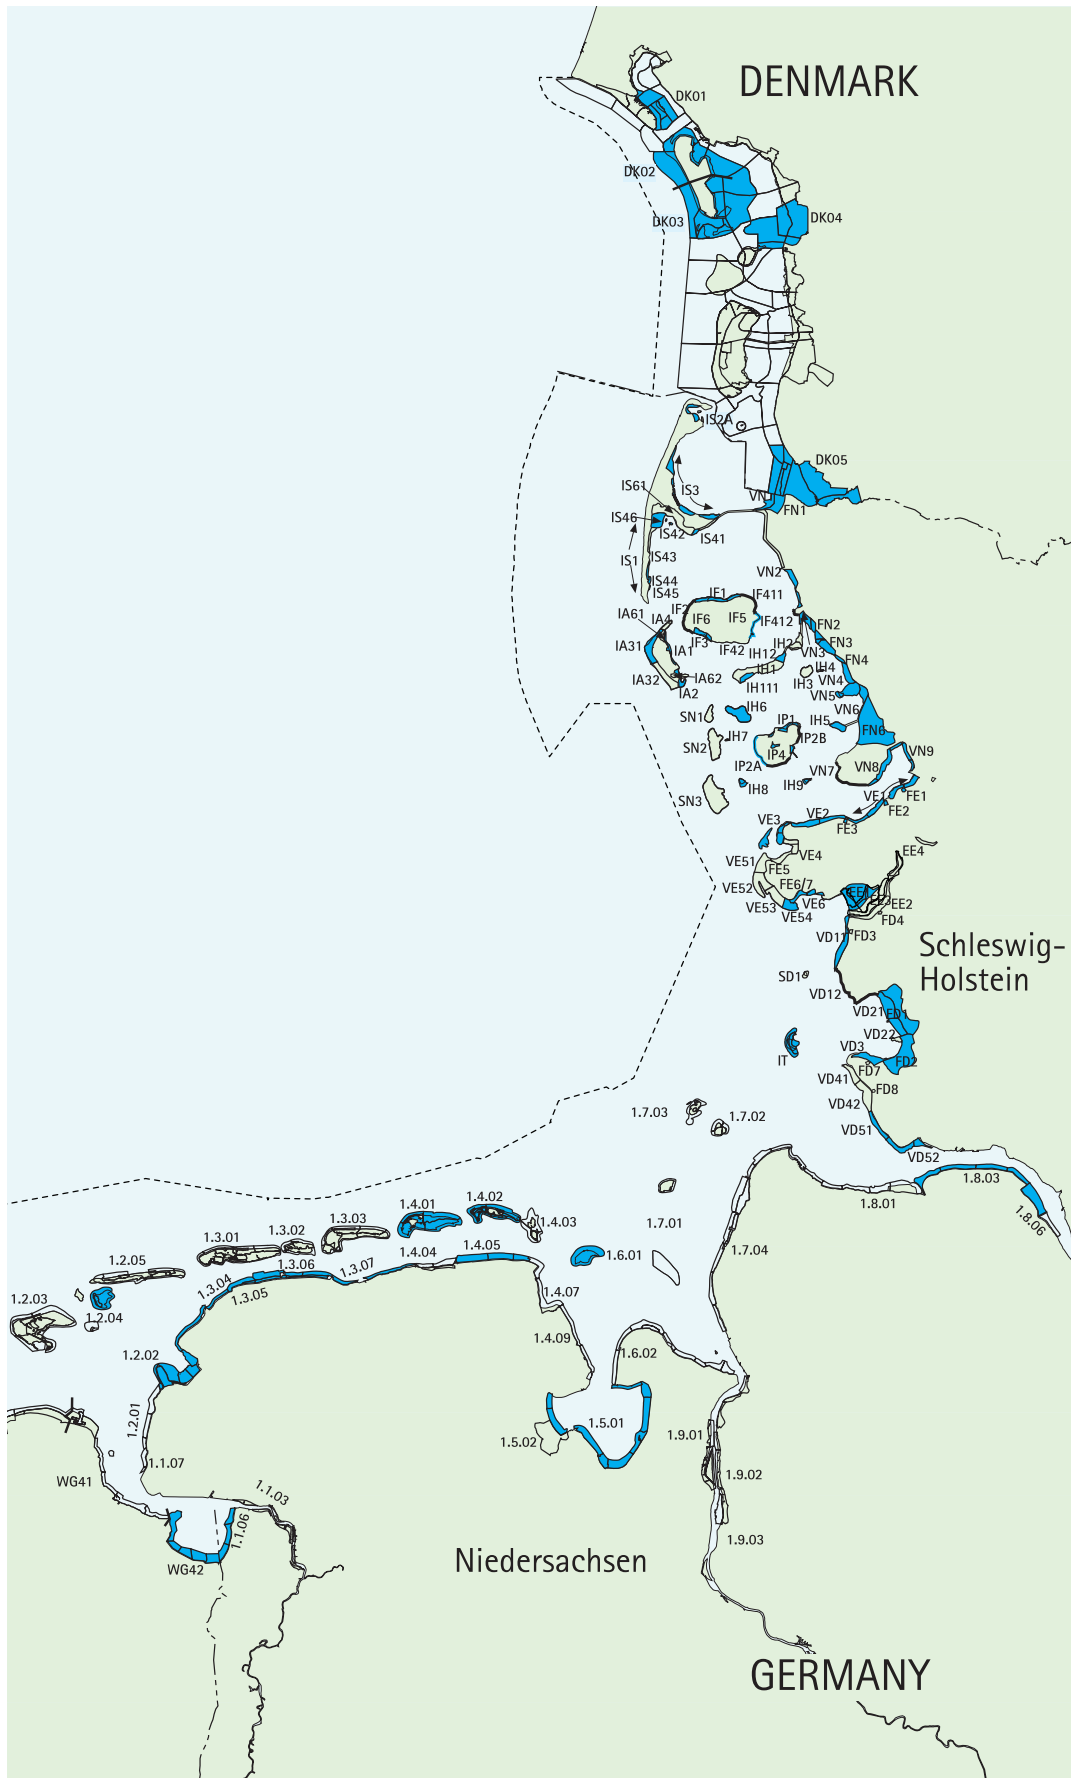 DENMARK
DK01
DK02
DK03
DK04
IS2A
DK05
IS61
IS3
VN
FN1
IS46
IS42
IS41
IS1
IS43
IS44
IS45
VN2
IF1
IF411
IF2
IA61
IA4
IF6
IF5
IF412
FN2
IA31
IA1
IF3
IF42
IH12
IH2
VN3
FN3
FN4
IA32
IA62
IA2
IH1
IH111
IH3
IH4
VN4
VN5
SN1
IH6
IP1
IH5
VN6
FN6
SN2
IH7
IP2B
IP4
IP2A
VN7
VN8
VN9
SN3
IH8
IH9
VE1
FE1
VE3
VE2
FE2
FE3
VE4
VE51
FE5
EE4
VE52
FE6/7
EE1
EE3
EE2
VE53
VE6
VE54
FD4
VD11
FD3
Schleswig-
Holstein
SD1
VD12
VD21
FD1
VD22
IT
VD3
FD7
FD2
VD41
FD8
VD42
1.7.03
1.7.02
VD51
VD52
1.8.03
1.8.01
1.8.06
1.4.02
1.4.01
1.4.03
1.7.01
1.3.03
1.3.02
1.3.01
1.7.04
1.2.05
1.4.05
1.6.01
1.4.04
1.3.07
1.3.06
1.3.04
1.3.05
1.2.03
1.2.04
1.4.07
1.4.09
1.6.02
1.2.02
1.2.01
1.5.01
1.5.02
1.9.01
1.1.07
WG41
1.9.02
1.1.03
1.1.06
1.9.03
WG42
Niedersachsen
GERMANY